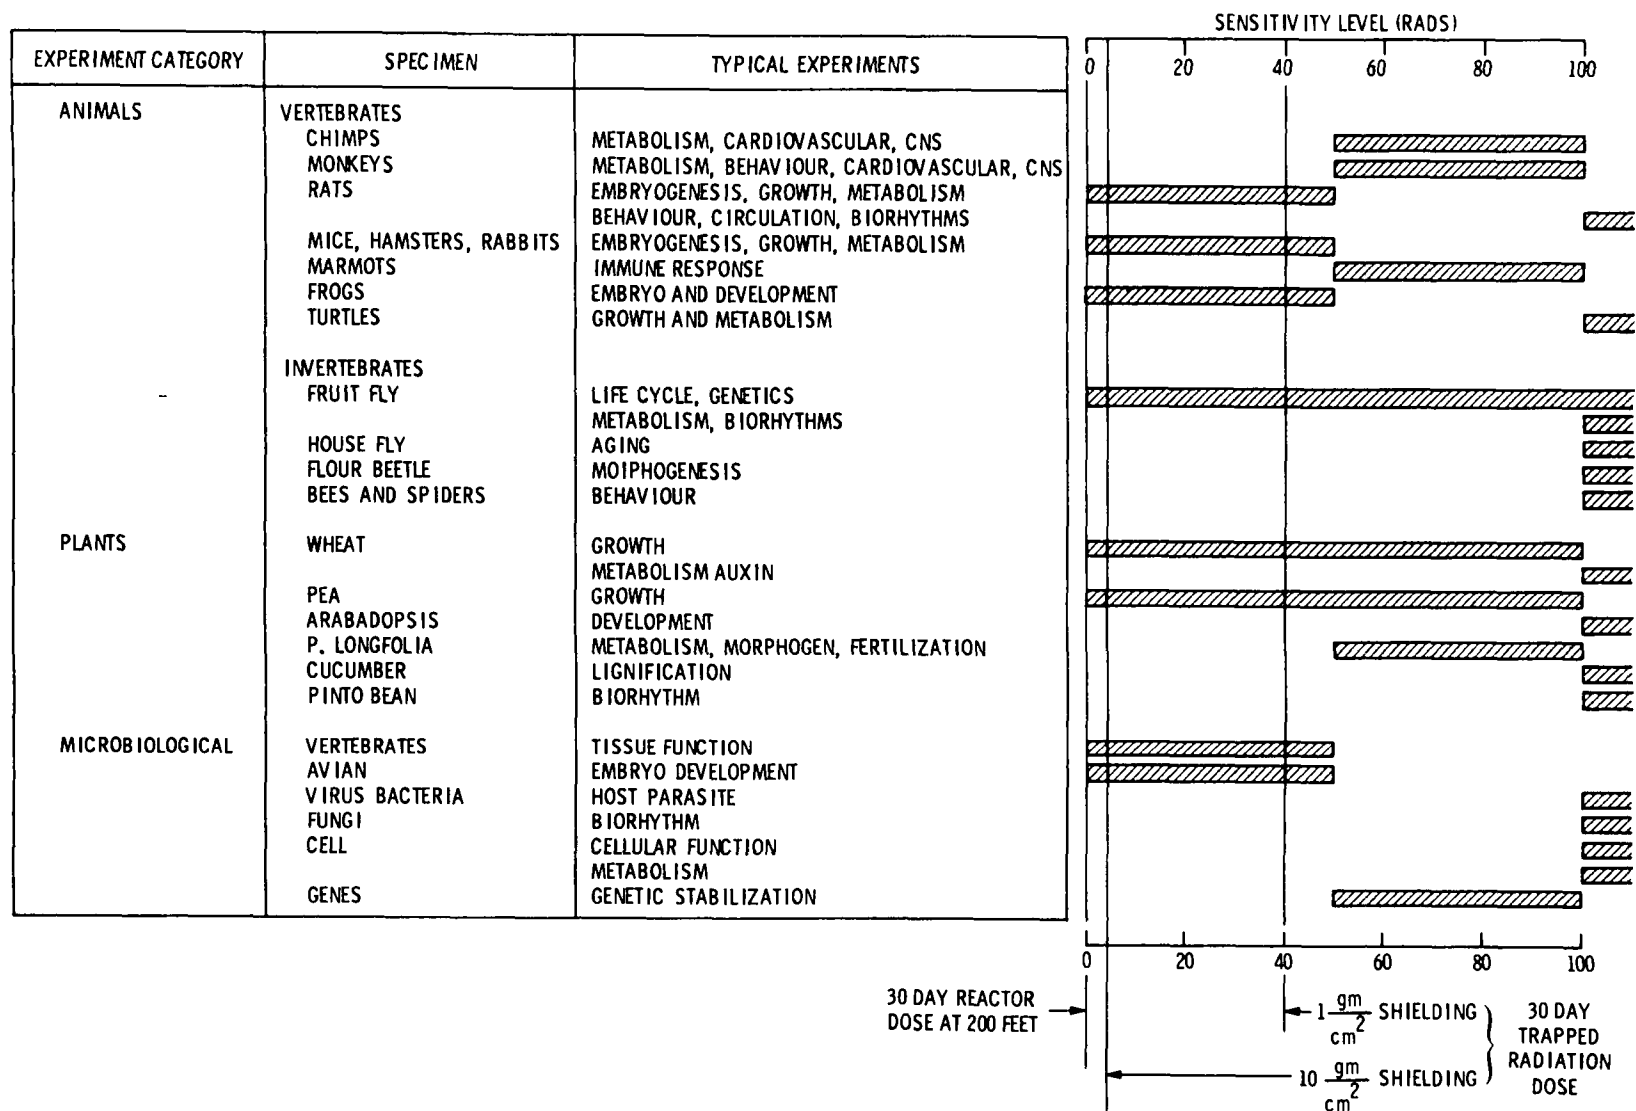 SENSITIVITY LEVEL (RADS)
EXPERIMENT CATEGORY SPECIMEN TYPICAL EXPERIMENTS
0 20 40 60 80 100
ANIMALS VERTEBRATES
CHIMPS METABOLISM, CARDIOVASCULAR, CNS
MONKEYS METABOLISM, BEHAVIOUR, CARDIOVASCULAR, CNS
RATS EMBRYOGENESIS, GROWTH, METABOLISM
BEHAVIOUR, CIRCULATION, BIORHYTHMS
MICE, HAMSTERS, RABBITS EMBRYOGENESIS, GROWTH, METABOLISM
MARMOTS IMMUNE RESPONSE
FROGS EMBRYO AND DEVELOPMENT
TURTLES GROWTH AND METABOLISM
INVERTEBRATES
FRUIT FLY LIFE CYCLE, GENETICS
METABOLISM, BIORHYTHMS
HOUSE FLY AGING
FLOUR BEETLE MOIPHOGENESIS
BEES AND SPIDERS BEHAVIOUR
PLANTS WHEAT GROWTH
METABOLISM AUXIN
PEA GROWTH
ARABADOPSIS DEVELOPMENT
P. LONGFOLIA METABOLISM, MORPHOGEN, FERTILIZATION
CUCUMBER LIGNIFICATION
PINTO BEAN BIORHYTHM
MICROBIOLOGICAL VERTEBRATES TISSUE FUNCTION
AVIAN EMBRYO DEVELOPMENT
VIRUS BACTERIA HOST PARASITE
FUNGI BIORHYTHM
CELL CELLULAR FUNCTION
METABOLISM
GENES GENETIC STABILIZATION
0 20 40 60 80 100
30 DAY REACTOR
DOSE AT 200 FEET
1 gm/cm² SHIELDING
10 gm/cm² SHIELDING
30 DAY
TRAPPED
RADIATION
DOSE